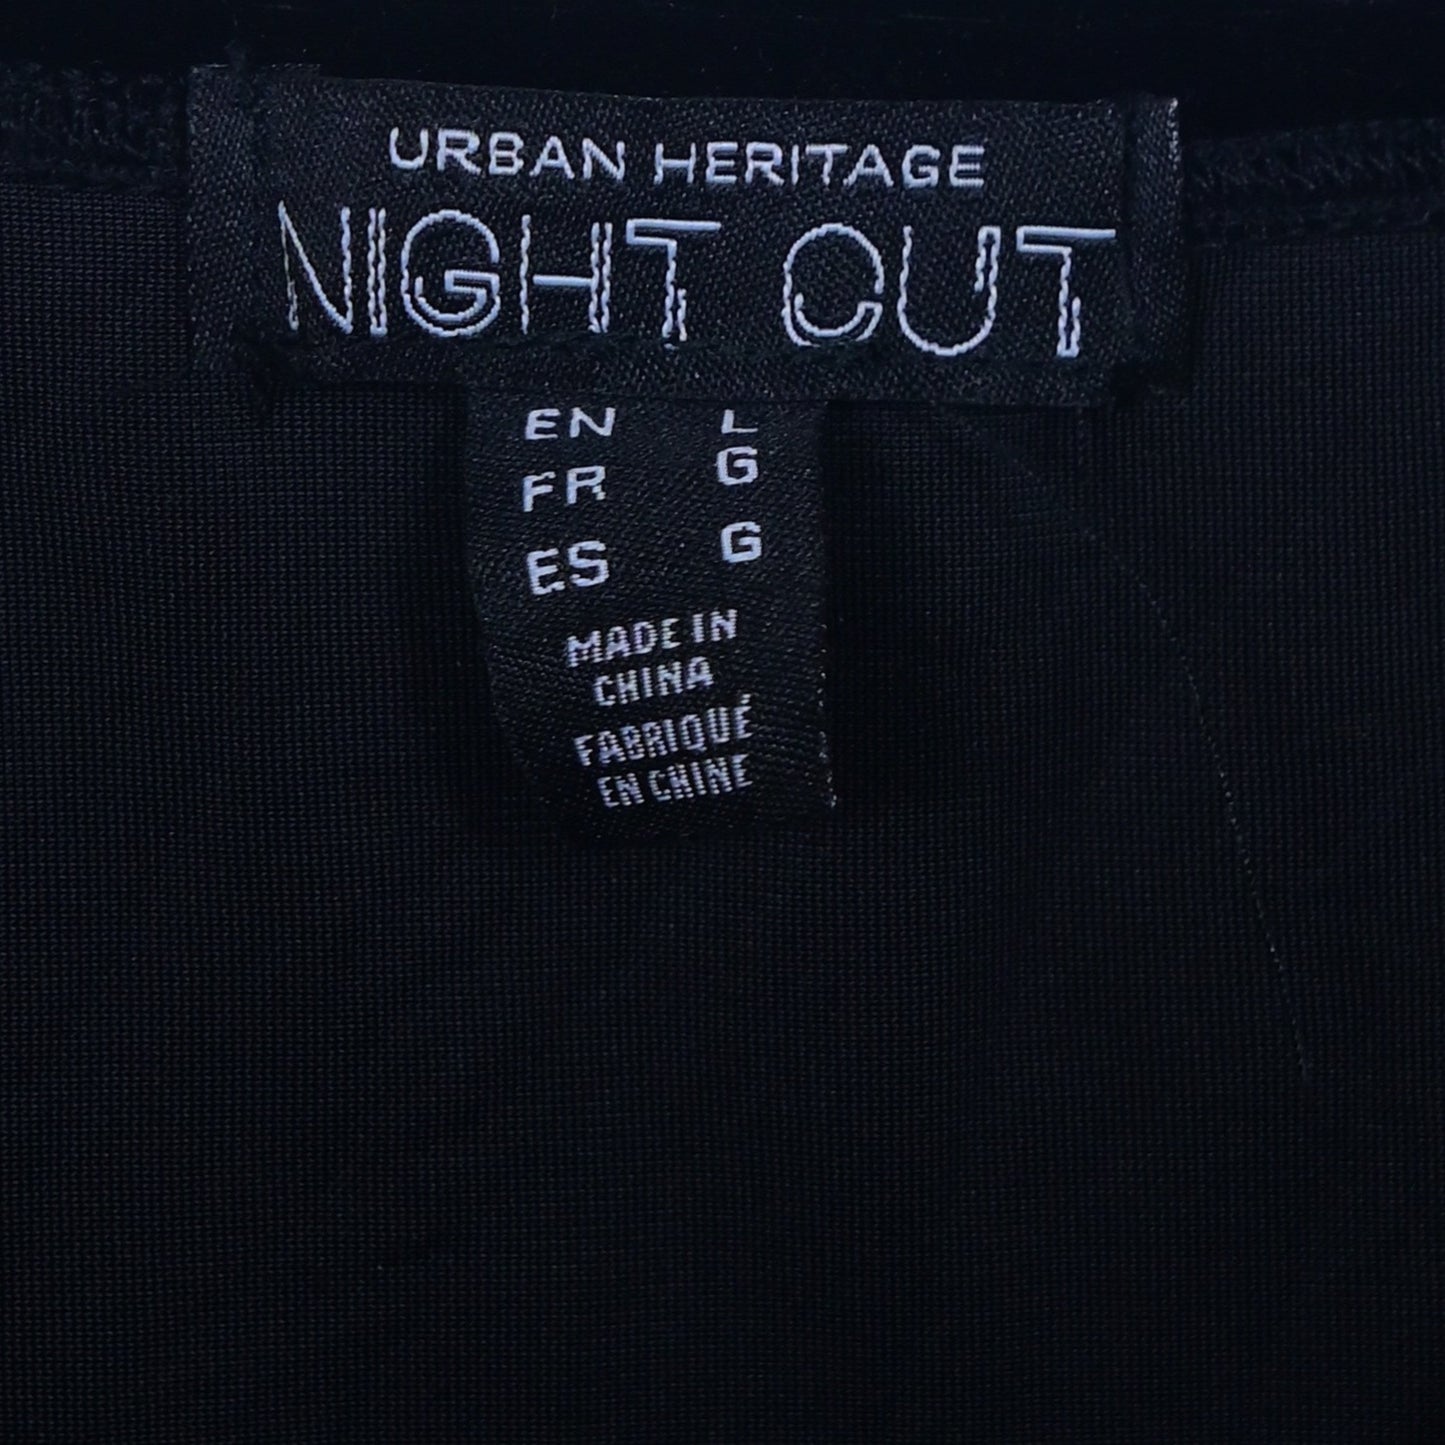 URBAN HERITAGE
NIGHT OUT
EN L
FR G
ES G
MADE IN
CHINA
FABRIQUÉ
EN CHINE